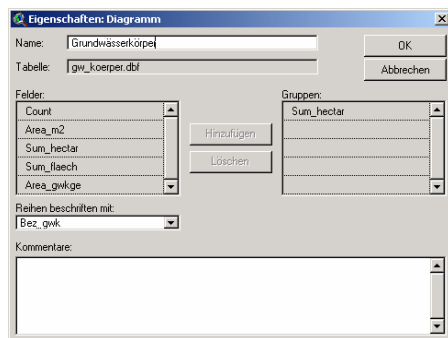 Eigenschaften: Diagramm
Name: Grundwässerkörper
OK
Tabelle: gw_koerper.dbf
Abbrechen
Felder:
Gruppen:
Count
Area_m2
Sum_hectar
Sum_flaech
Area_gwkge
Hinzufügen
Löschen
Sum_hectar
Reihen beschriften mit:
Bez_gwk
Kommentare: